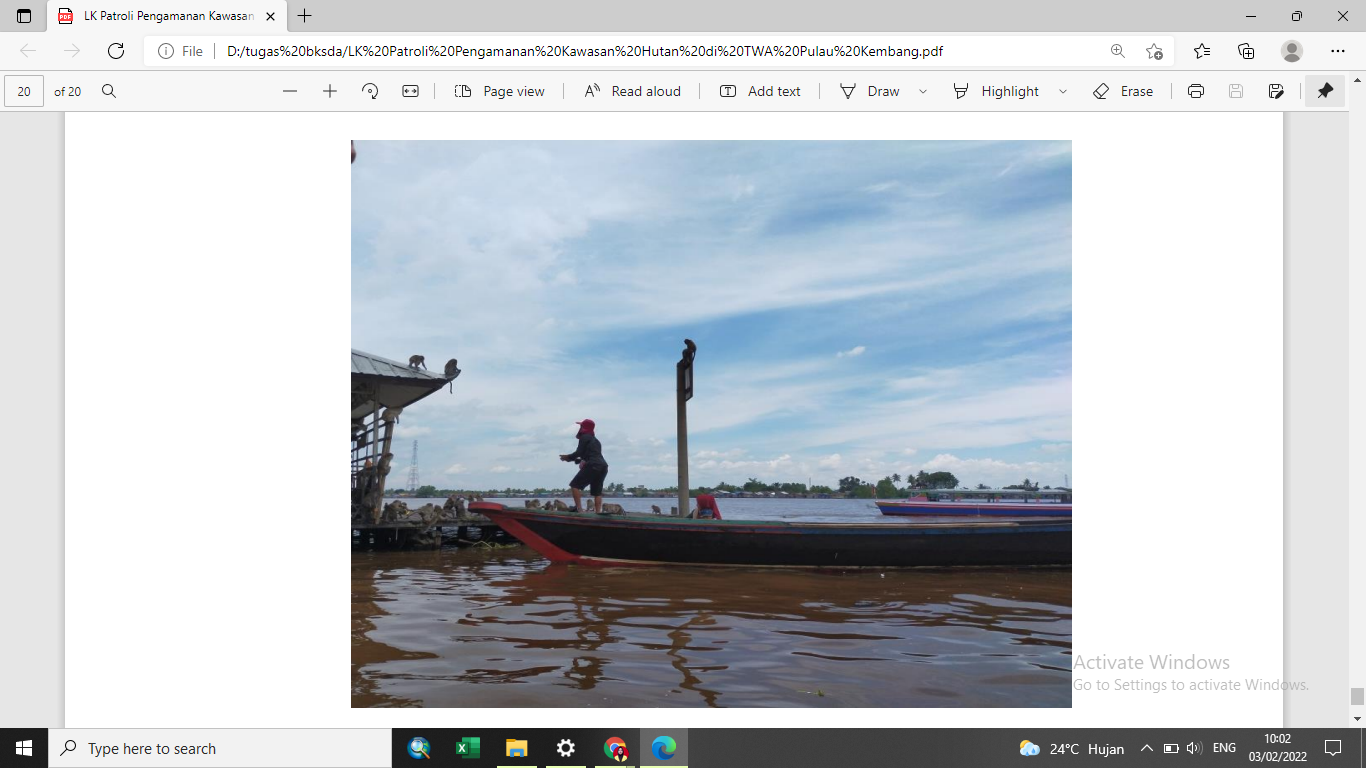 LK Patroli Pengamanan Kawasan
File
D:/tugas%20bksda/LK%20Patroli%20Pengamanan%20Kawasan%20Hutan%20di%20TWA%20Pulau%20Kembang.pdf
20 of 20
Page view
Read aloud
Add text
Draw
Highlight
Erase
Activate Windows
Go to Settings to activate Windows.
Type here to search
24°C Hujan
ENG
10:02
03/02/2022